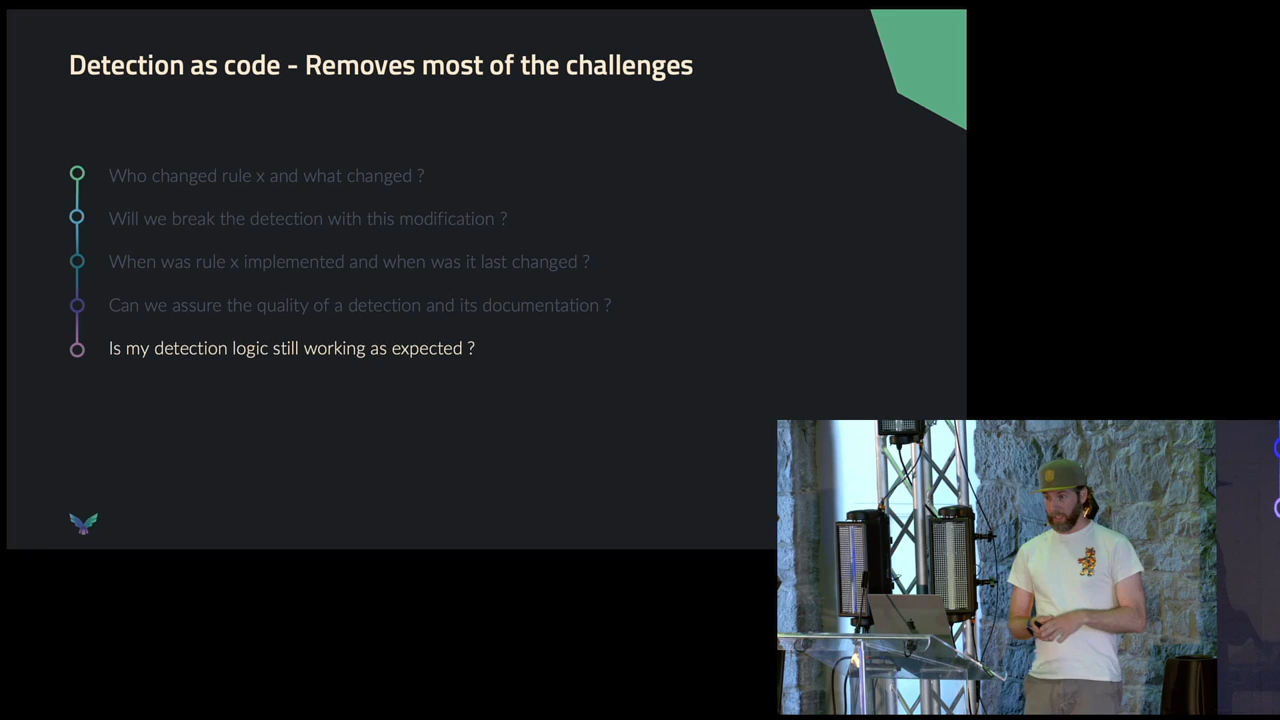 Detection as code - Removes most of the challenges
Who changed rule x and what changed ?
Will we break the detection with this modification ?
When was rule x implemented and when was it last changed ?
Can we assure the quality of a detection and its documentation ?
Is my detection logic still working as expected ?